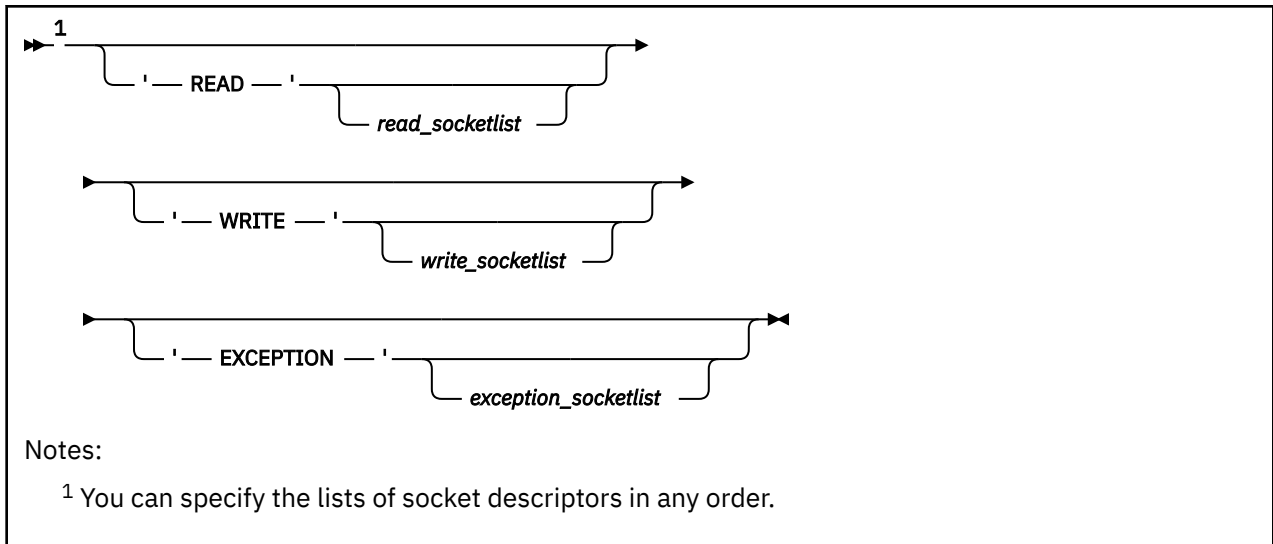 1
' READ '
read_socketlist
' WRITE '
write_socketlist
' EXCEPTION '
exception_socketlist
Notes:
1 You can specify the lists of socket descriptors in any order.